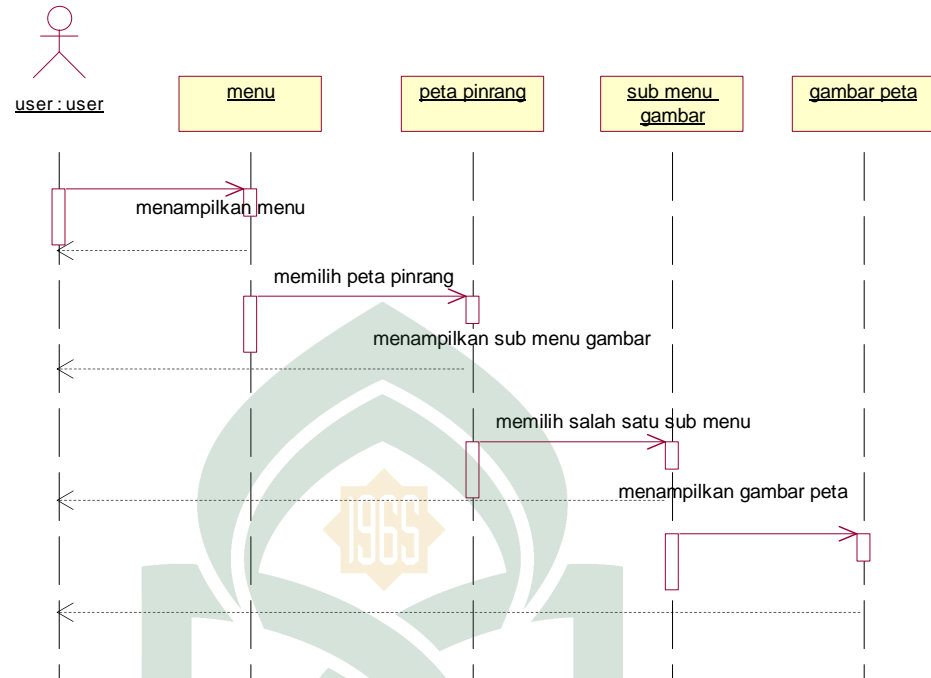 user : user
menu
peta pinrang
sub menu
gambar
gambar peta
menampilkan menu
memilih peta pinrang
menampilkan sub menu gambar
memilih salah satu sub menu
menampilkan gambar peta
1965